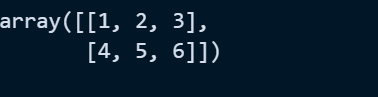 array([[1, 2, 3],
       [4, 5, 6]])